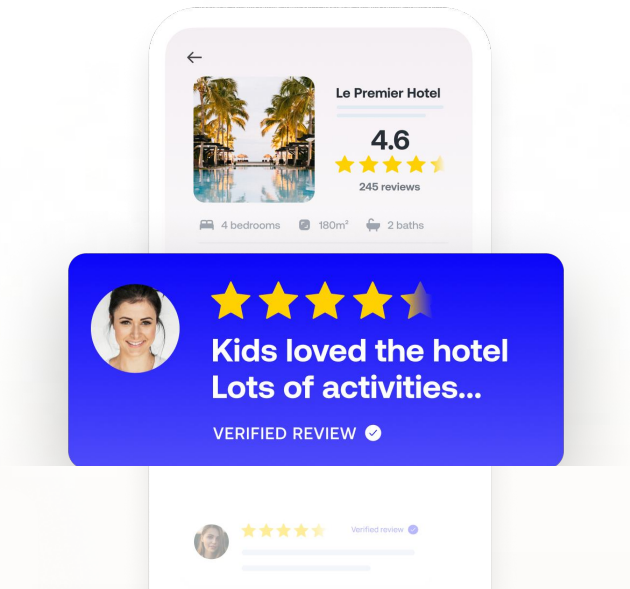 Le Premier Hotel
4.6
245 reviews
4 bedrooms 180m² 2 baths
Kids loved the hotel
Lots of activities...
VERIFIED REVIEW
Verified review